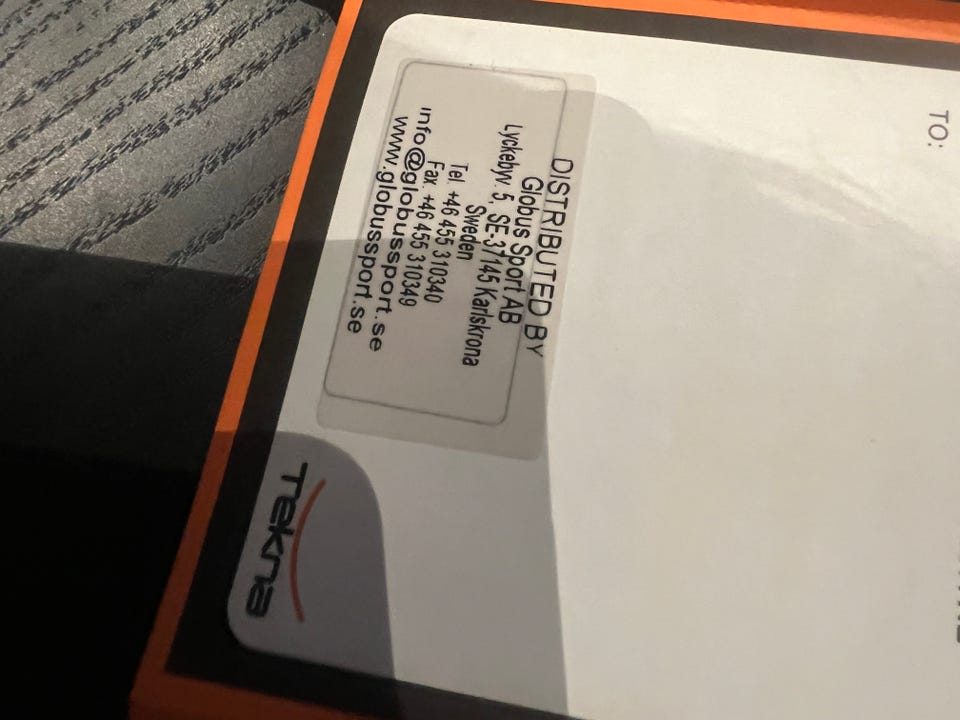 TO:
DISTRIBUTED BY
Globus Sport AB
Lyckebyv. 5, SE-37145 Karlskrona
Sweden
Tel. +46 455 310340
Fax. +46 455 310349
info@globussport.se
www.globussport.se
Tekna